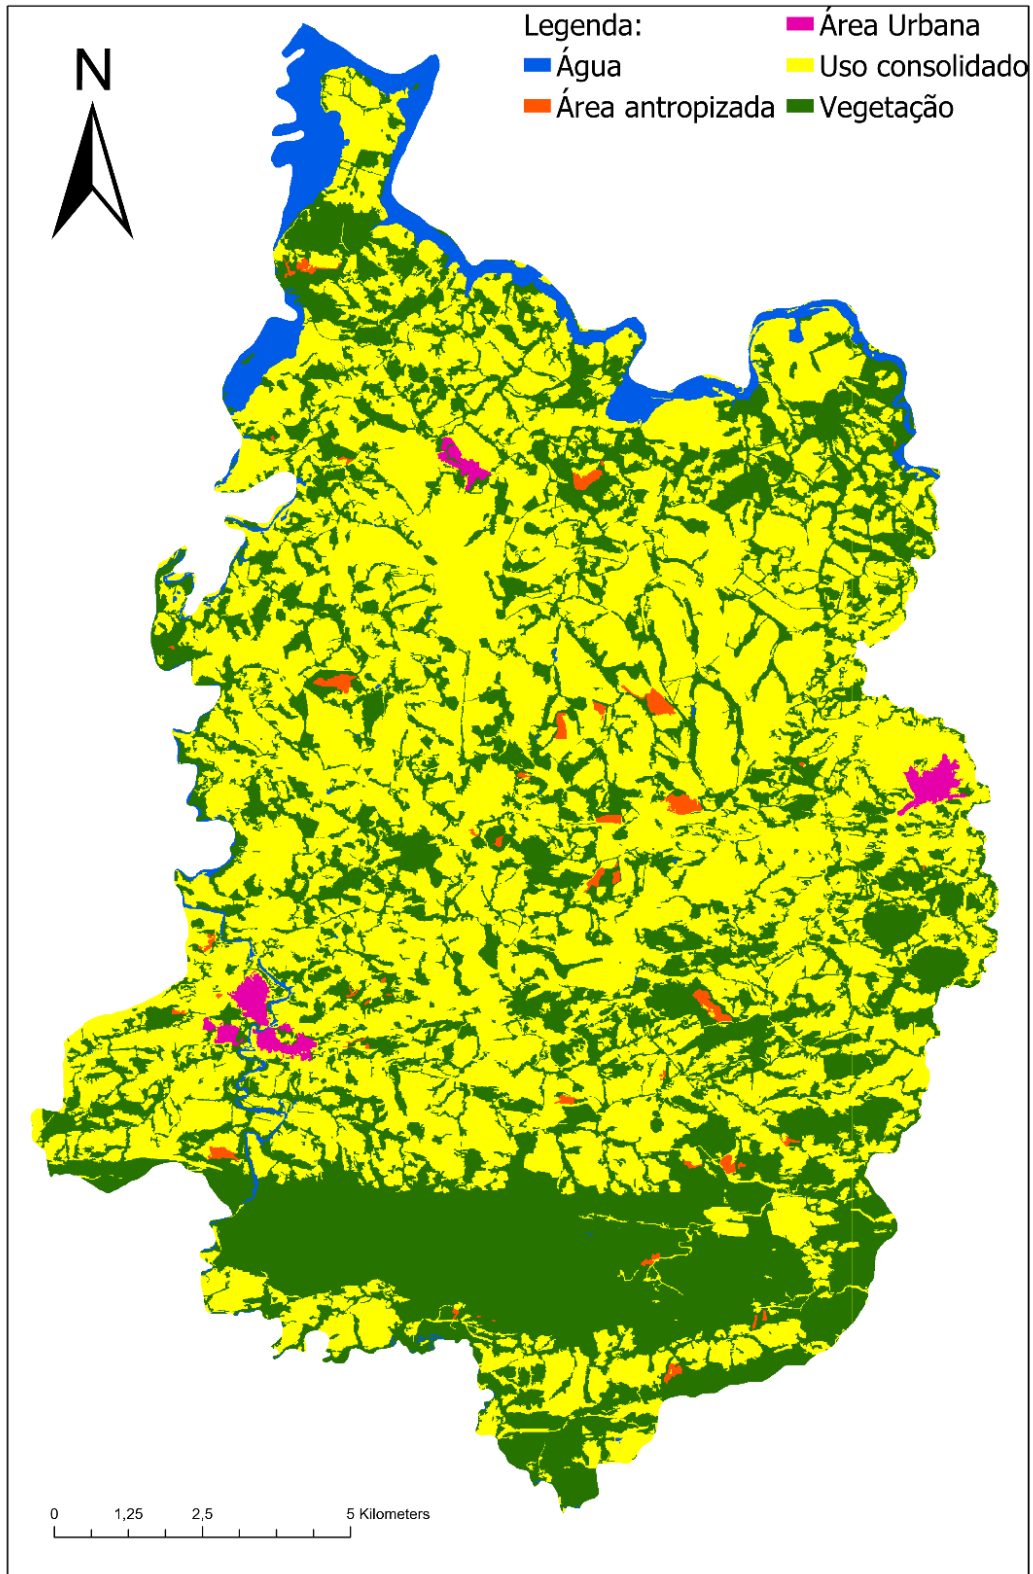 Legenda:
Água
Área antropizada
Área Urbana
Uso consolidado
Vegetação
N
0 1,25 2,5 5 Kilometers